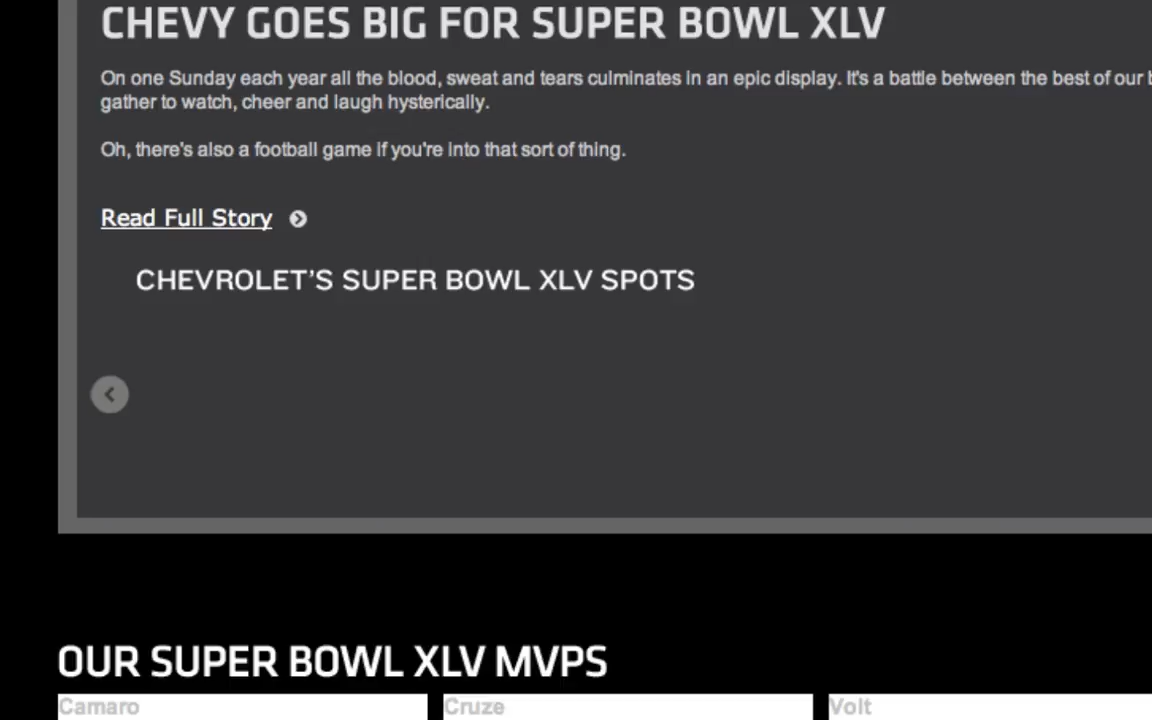 CHEVY GOES BIG FOR SUPER BOWL XLV
On one Sunday each year all the blood, sweat and tears culminates in an epic display. It's a battle between the best of our
gather to watch, cheer and laugh hysterically.
Oh, there's also a football game if you're into that sort of thing.
Read Full Story
CHEVROLET'S SUPER BOWL XLV SPOTS
OUR SUPER BOWL XLV MVPS
Camaro Cruze Volt